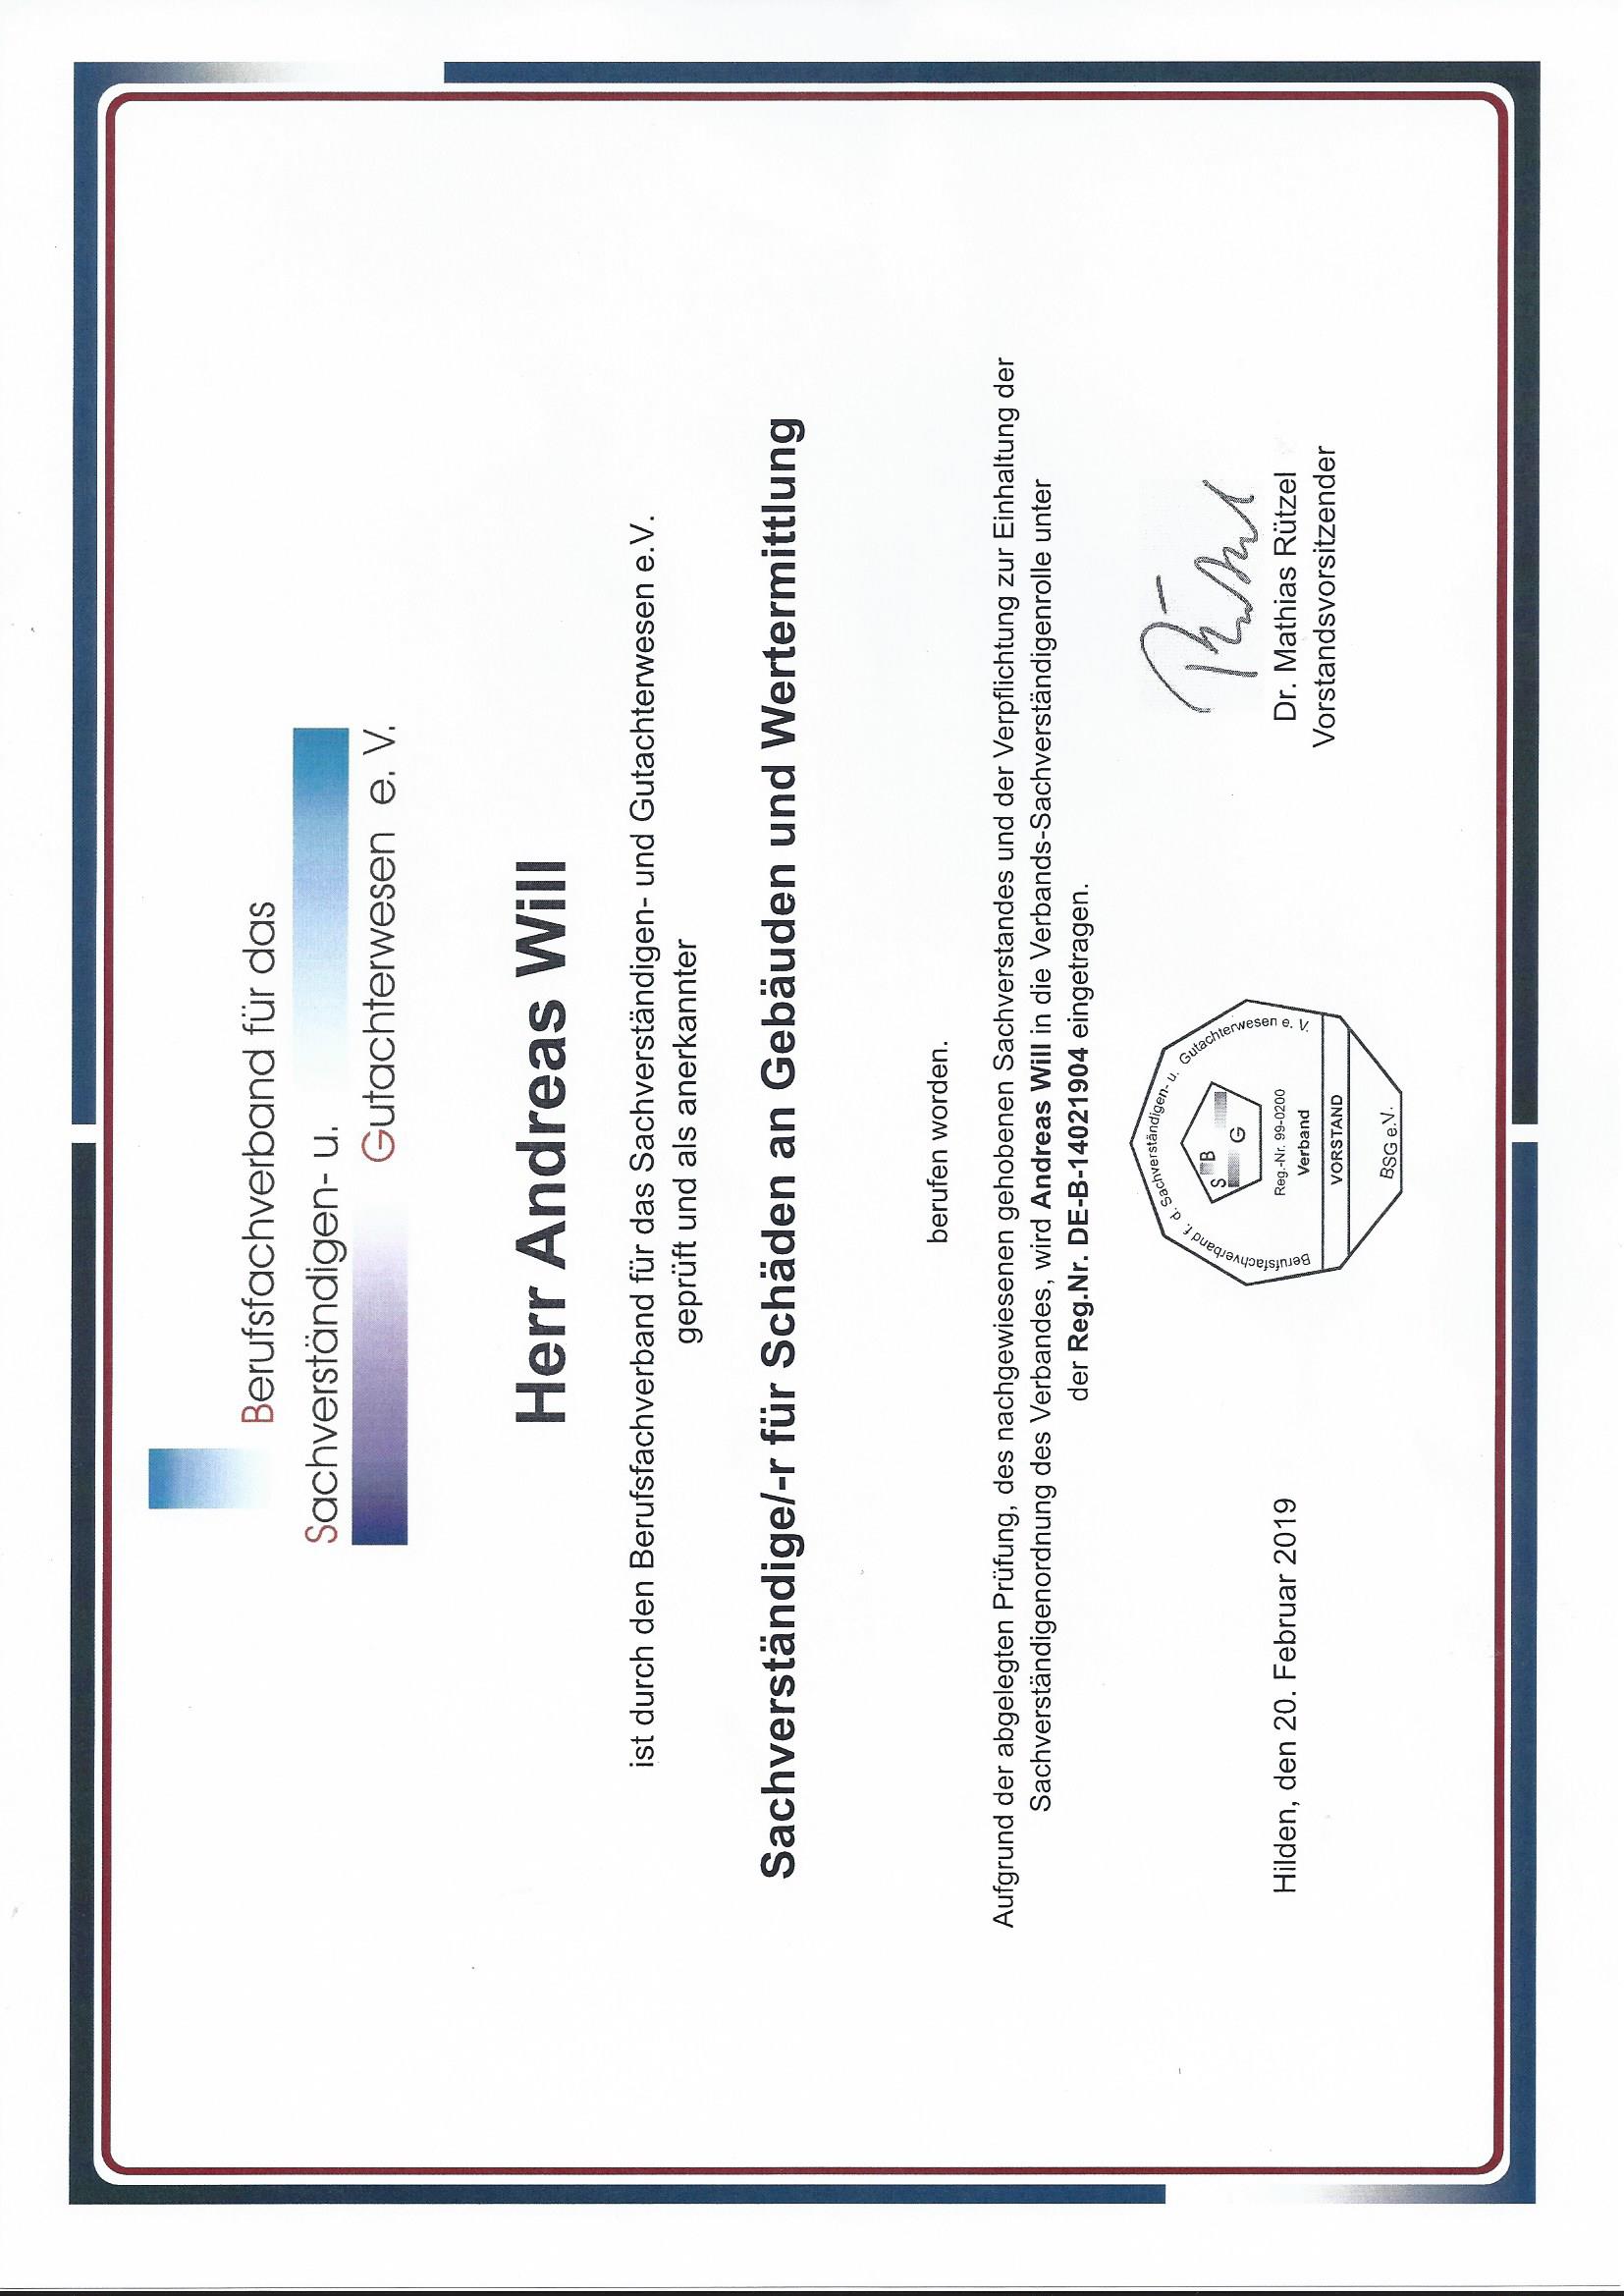 Berufsfachverband für das
Sachverständigen- u.
Gutachterwesen e. V.
Herr Andreas Will
ist durch den Berufsfachverband für das Sachverständigen- und Gutachterwesen e.V.
geprüft und als anerkannter
Sachverständige/-r für Schäden an Gebäuden und Wertermittlung
berufen worden.
Aufgrund der abgelegten Prüfung, des nachgewiesenen gehobenen Sachverstandes und der Verpflichtung zur Einhaltung der
Sachverständigenordnung des Verbandes, wird Andreas Will in die Verbands-Sachverständigenrolle unter
der Reg.Nr. DE-B-14021904 eingetragen.
Berufsfachverband f. d. Sachverständigen- u. Gutachterwesen e. V.
B
S
G
Reg.-Nr. 99-0200
Verband
VORSTAND
BSG e.V.
Hilden, den 20. Februar 2019
Dr. Mathias Rützel
Vorstandsvorsitzender